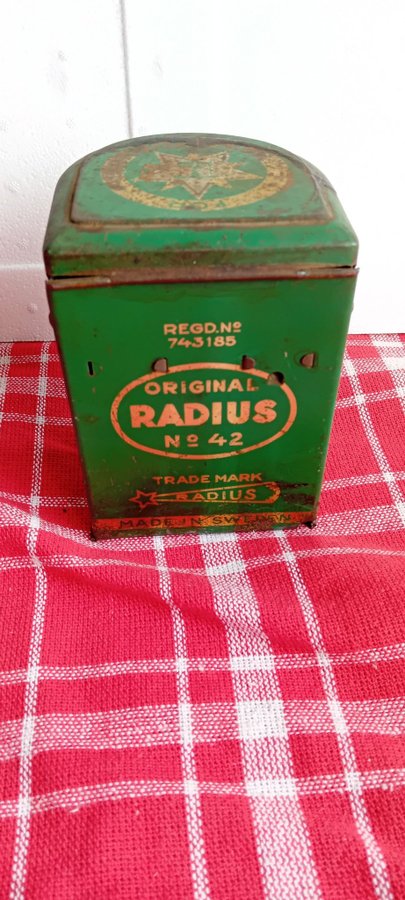 REGD.Nº
743185
ORIGINAL
RADIUS
Nº 42
TRADE MARK
RADIUS
MADE IN SWEDEN